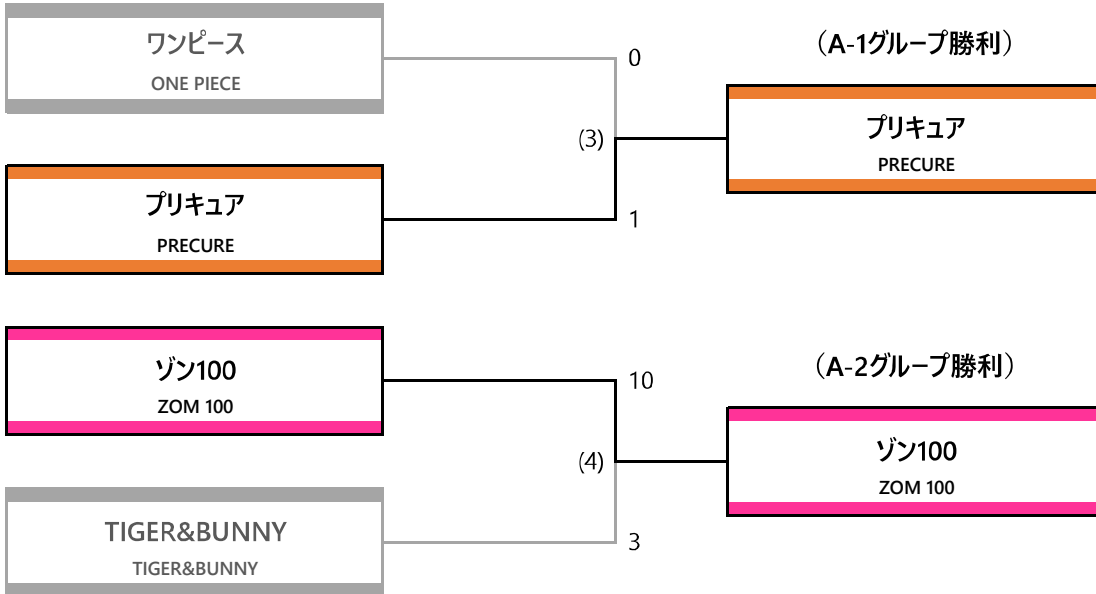 ワンピース
ONE PIECE
0
(3)
プリキュア
PRECURE
1
(A-1グループ勝利)
プリキュア
PRECURE
ゾン100
ZOM 100
10
(4)
TIGER&BUNNY
TIGER&BUNNY
3
(A-2グループ勝利)
ゾン100
ZOM 100